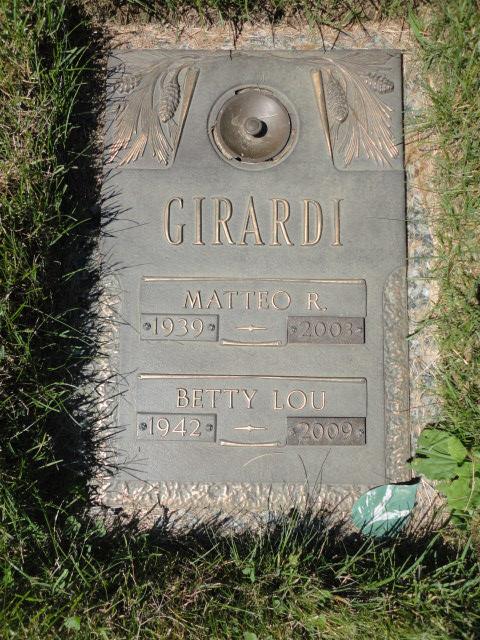 GIRARDI
MATTEO R.
1939 2003
BETTY LOU
1942 2009